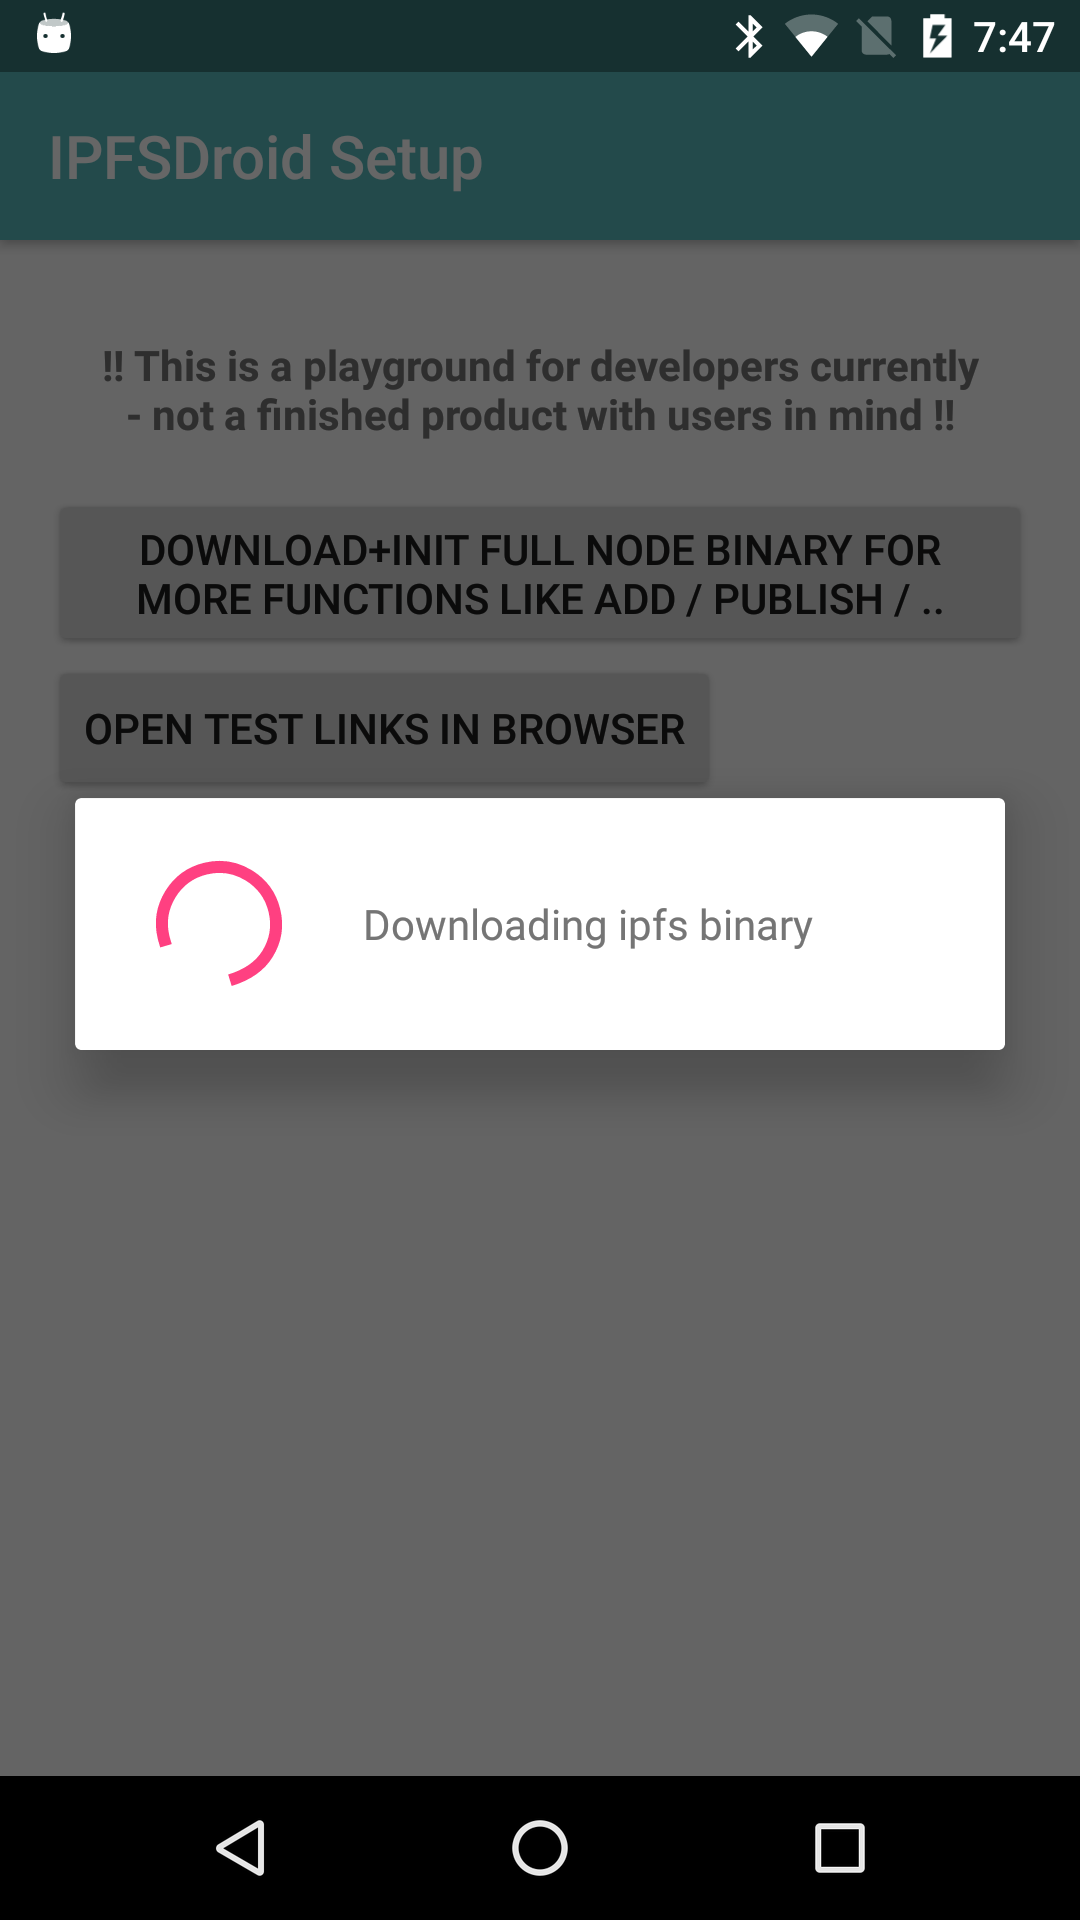 7:47
IPFSDroid Setup
!! This is a playground for developers currently
- not a finished product with users in mind !!
DOWNLOAD+INIT FULL NODE BINARY FOR
MORE FUNCTIONS LIKE ADD / PUBLISH / ..
OPEN TEST LINKS IN BROWSER
Downloading ipfs binary